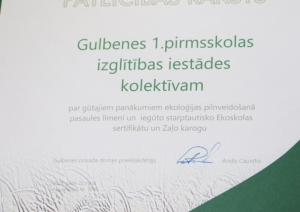 PATEICĪBAS RAKSTS
Gulbenes 1.pirmsskolas
izglītības iestādes
kolektīvam
par gūtajiem panākumiem ekoloģijas pilnveidošanā
pasaules līmenī un iegūto starptautisko Ekoskolas
sertifikātu un Zaļo karogu
Gulbenes novada domes priekšsēdētājs